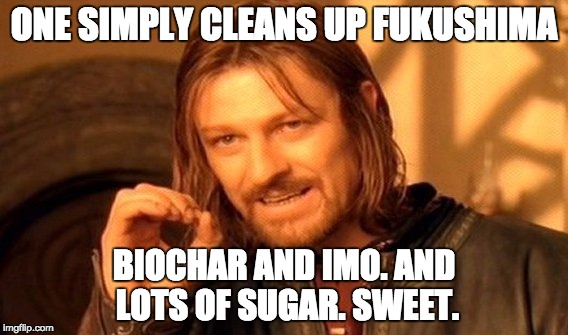 ONE SIMPLY CLEANS UP FUKUSHIMA
BIOCHAR AND IMO. AND
LOTS OF SUGAR. SWEET.
imgflip.com